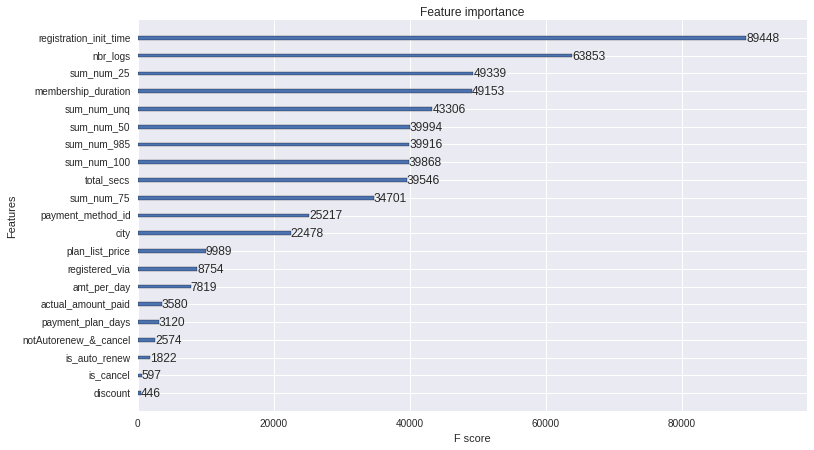 Feature importance
registration_init_time 89448
nbr_logs 63853
sum_num_25 49339
membership_duration 49153
sum_num_unq 43306
sum_num_50 39994
sum_num_985 39916
sum_num_100 39868
total_secs 39546
sum_num_75 34701
payment_method_id 25217
city 22478
plan_list_price 9989
registered_via 8754
amt_per_day 7819
actual_amount_paid 3580
payment_plan_days 3120
notAutorenew_&_cancel 2574
is_auto_renew 1822
is_cancel 597
discount 446
Features
0 20000 40000 60000 80000
F score